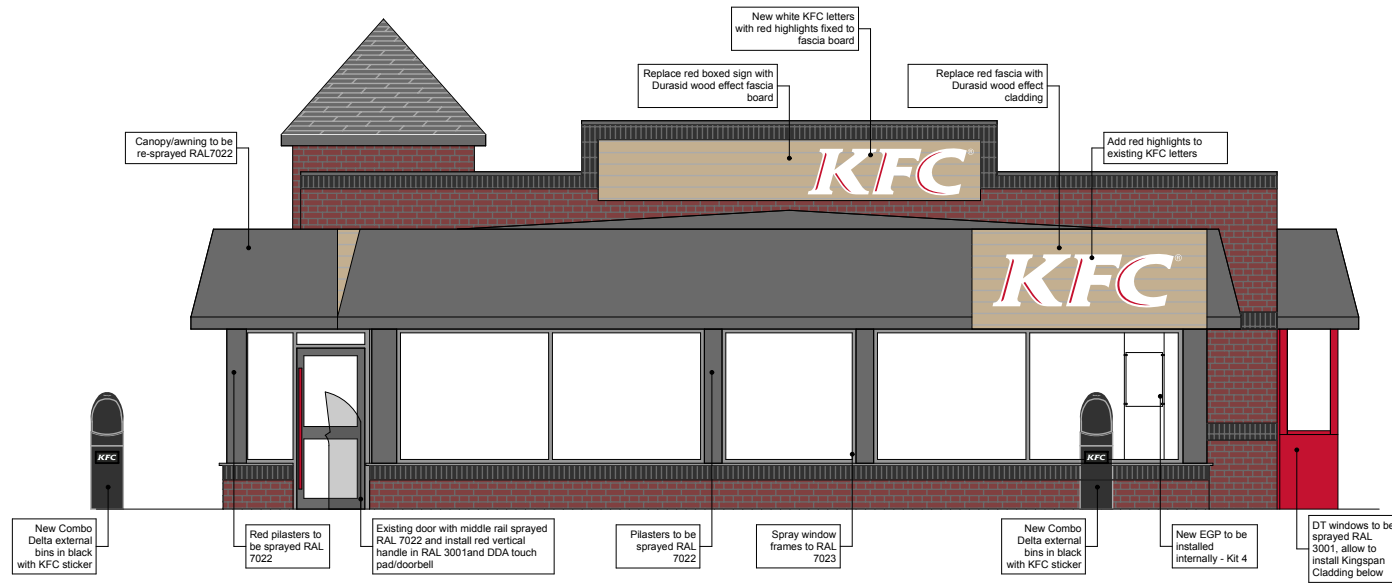 New white KFC letters
with red highlights fixed to
fascia board
Replace red boxed sign with
Durasid wood effect fascia
board
Replace red fascia with
Durasid wood effect
cladding
Canopy/awning to be
re-sprayed RAL7022
Add red highlights to
existing KFC letters
KFC®
KFC®
KFC
KFC
New Combo
Delta external
bins in black
with KFC sticker
Red pilasters to
be sprayed RAL
7022
Existing door with middle rail sprayed
RAL 7022 and install red vertical
handle in RAL 3001and DDA touch
pad/doorbell
Pilasters to be
sprayed RAL
7022
Spray window
frames to RAL
7023
New Combo
Delta external
bins in black
with KFC sticker
New EGP to be
installed
internally - Kit 4
DT windows to be
sprayed RAL
3001, allow to
install Kingspan
Cladding below